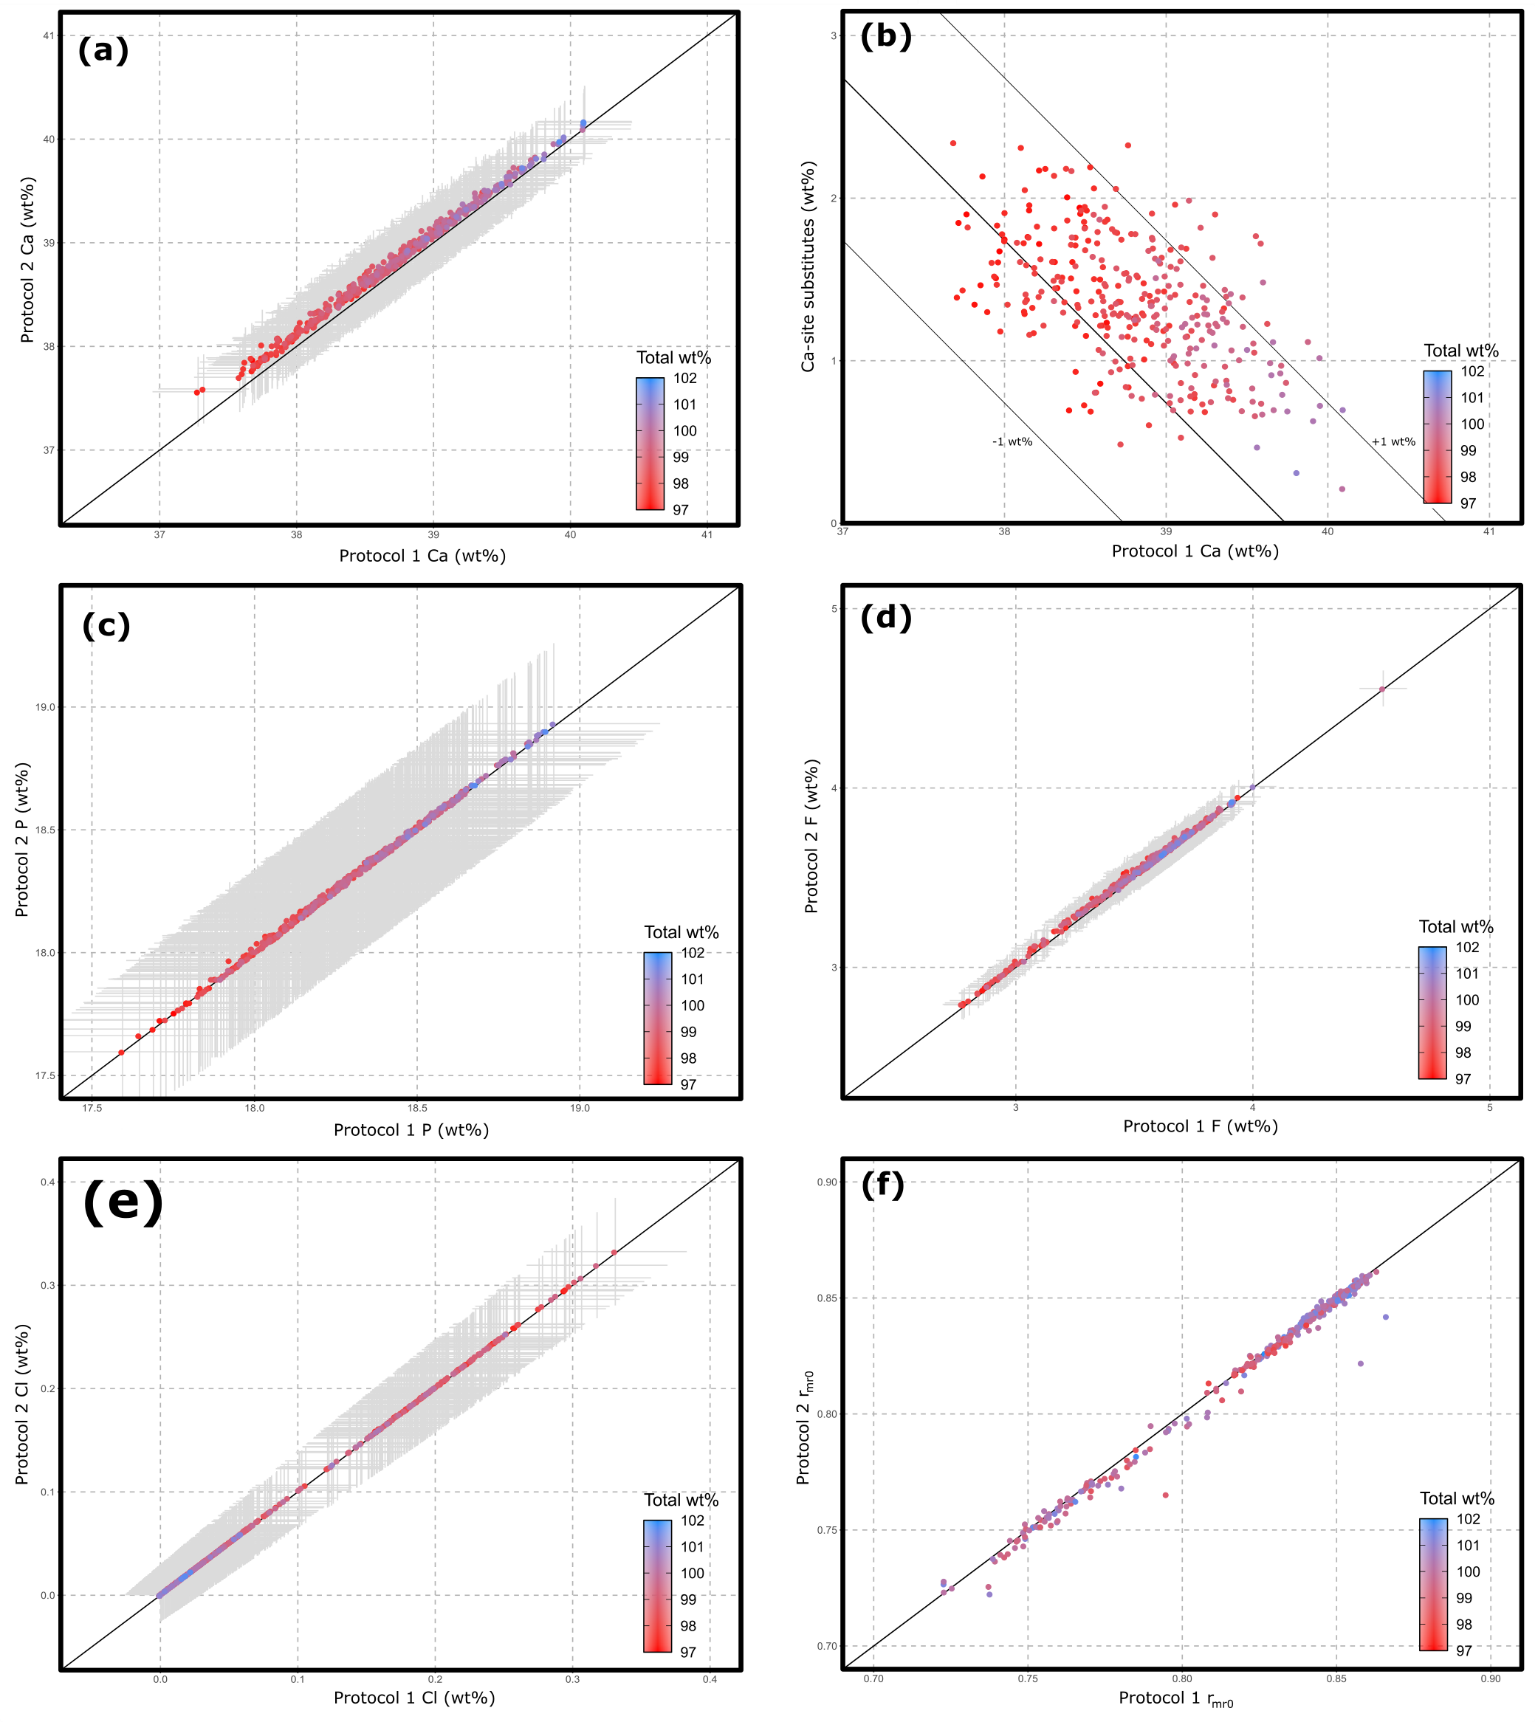 (a)
41
40
39
38
37
Protocol 2 Ca (wt%)
37 38 39 40 41
Protocol 1 Ca (wt%)
Total wt%
102
101
100
99
98
97
(b)
3
2
1
0
Ca-site substitutes (wt%)
-1 wt%
+1 wt%
37 38 39 40 41
Protocol 1 Ca (wt%)
Total wt%
102
101
100
99
98
97
(c)
19.0
18.5
18.0
17.5
Protocol 2 P (wt%)
17.5 18.0 18.5 19.0
Protocol 1 P (wt%)
Total wt%
102
101
100
99
98
97
(d)
5
4
3
Protocol 2 F (wt%)
3 4 5
Protocol 1 F (wt%)
Total wt%
102
101
100
99
98
97
(e)
0.4
0.3
0.2
0.1
0.0
Protocol 2 Cl (wt%)
0.0 0.1 0.2 0.3 0.4
Protocol 1 Cl (wt%)
Total wt%
102
101
100
99
98
97
(f)
0.90
0.85
0.80
0.75
0.70
Protocol 2 rmr0
0.70 0.75 0.80 0.85 0.90
Protocol 1 rmr0
Total wt%
102
101
100
99
98
97